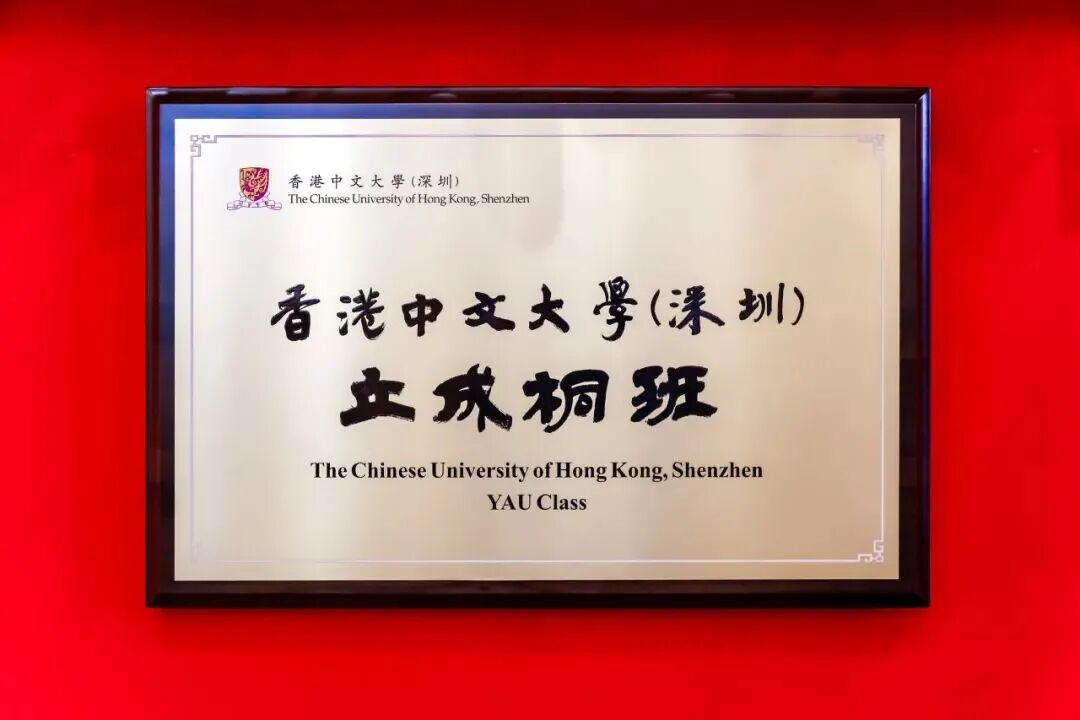 香港中文大學(深圳)
The Chinese University of Hong Kong, Shenzhen
香港中文大學(深圳)
丘成桐班
The Chinese University of Hong Kong, Shenzhen
YAU Class